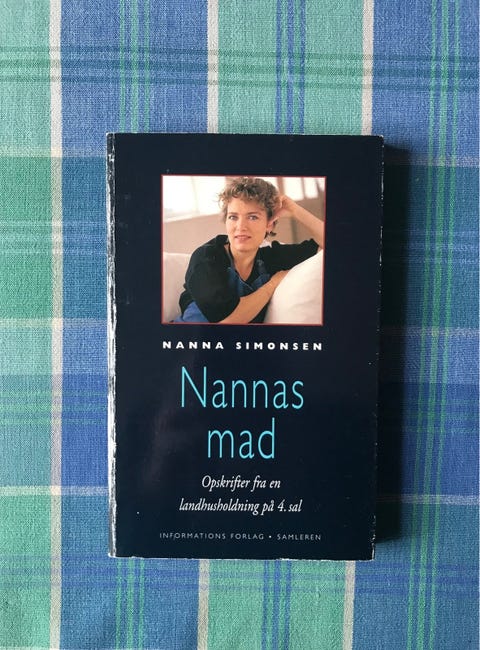 NANNA SIMONSEN
Nannas
mad
Opskrifter fra en
landhusholdning på 4. sal
INFORMATIONS FORLAG • SAMLEREN